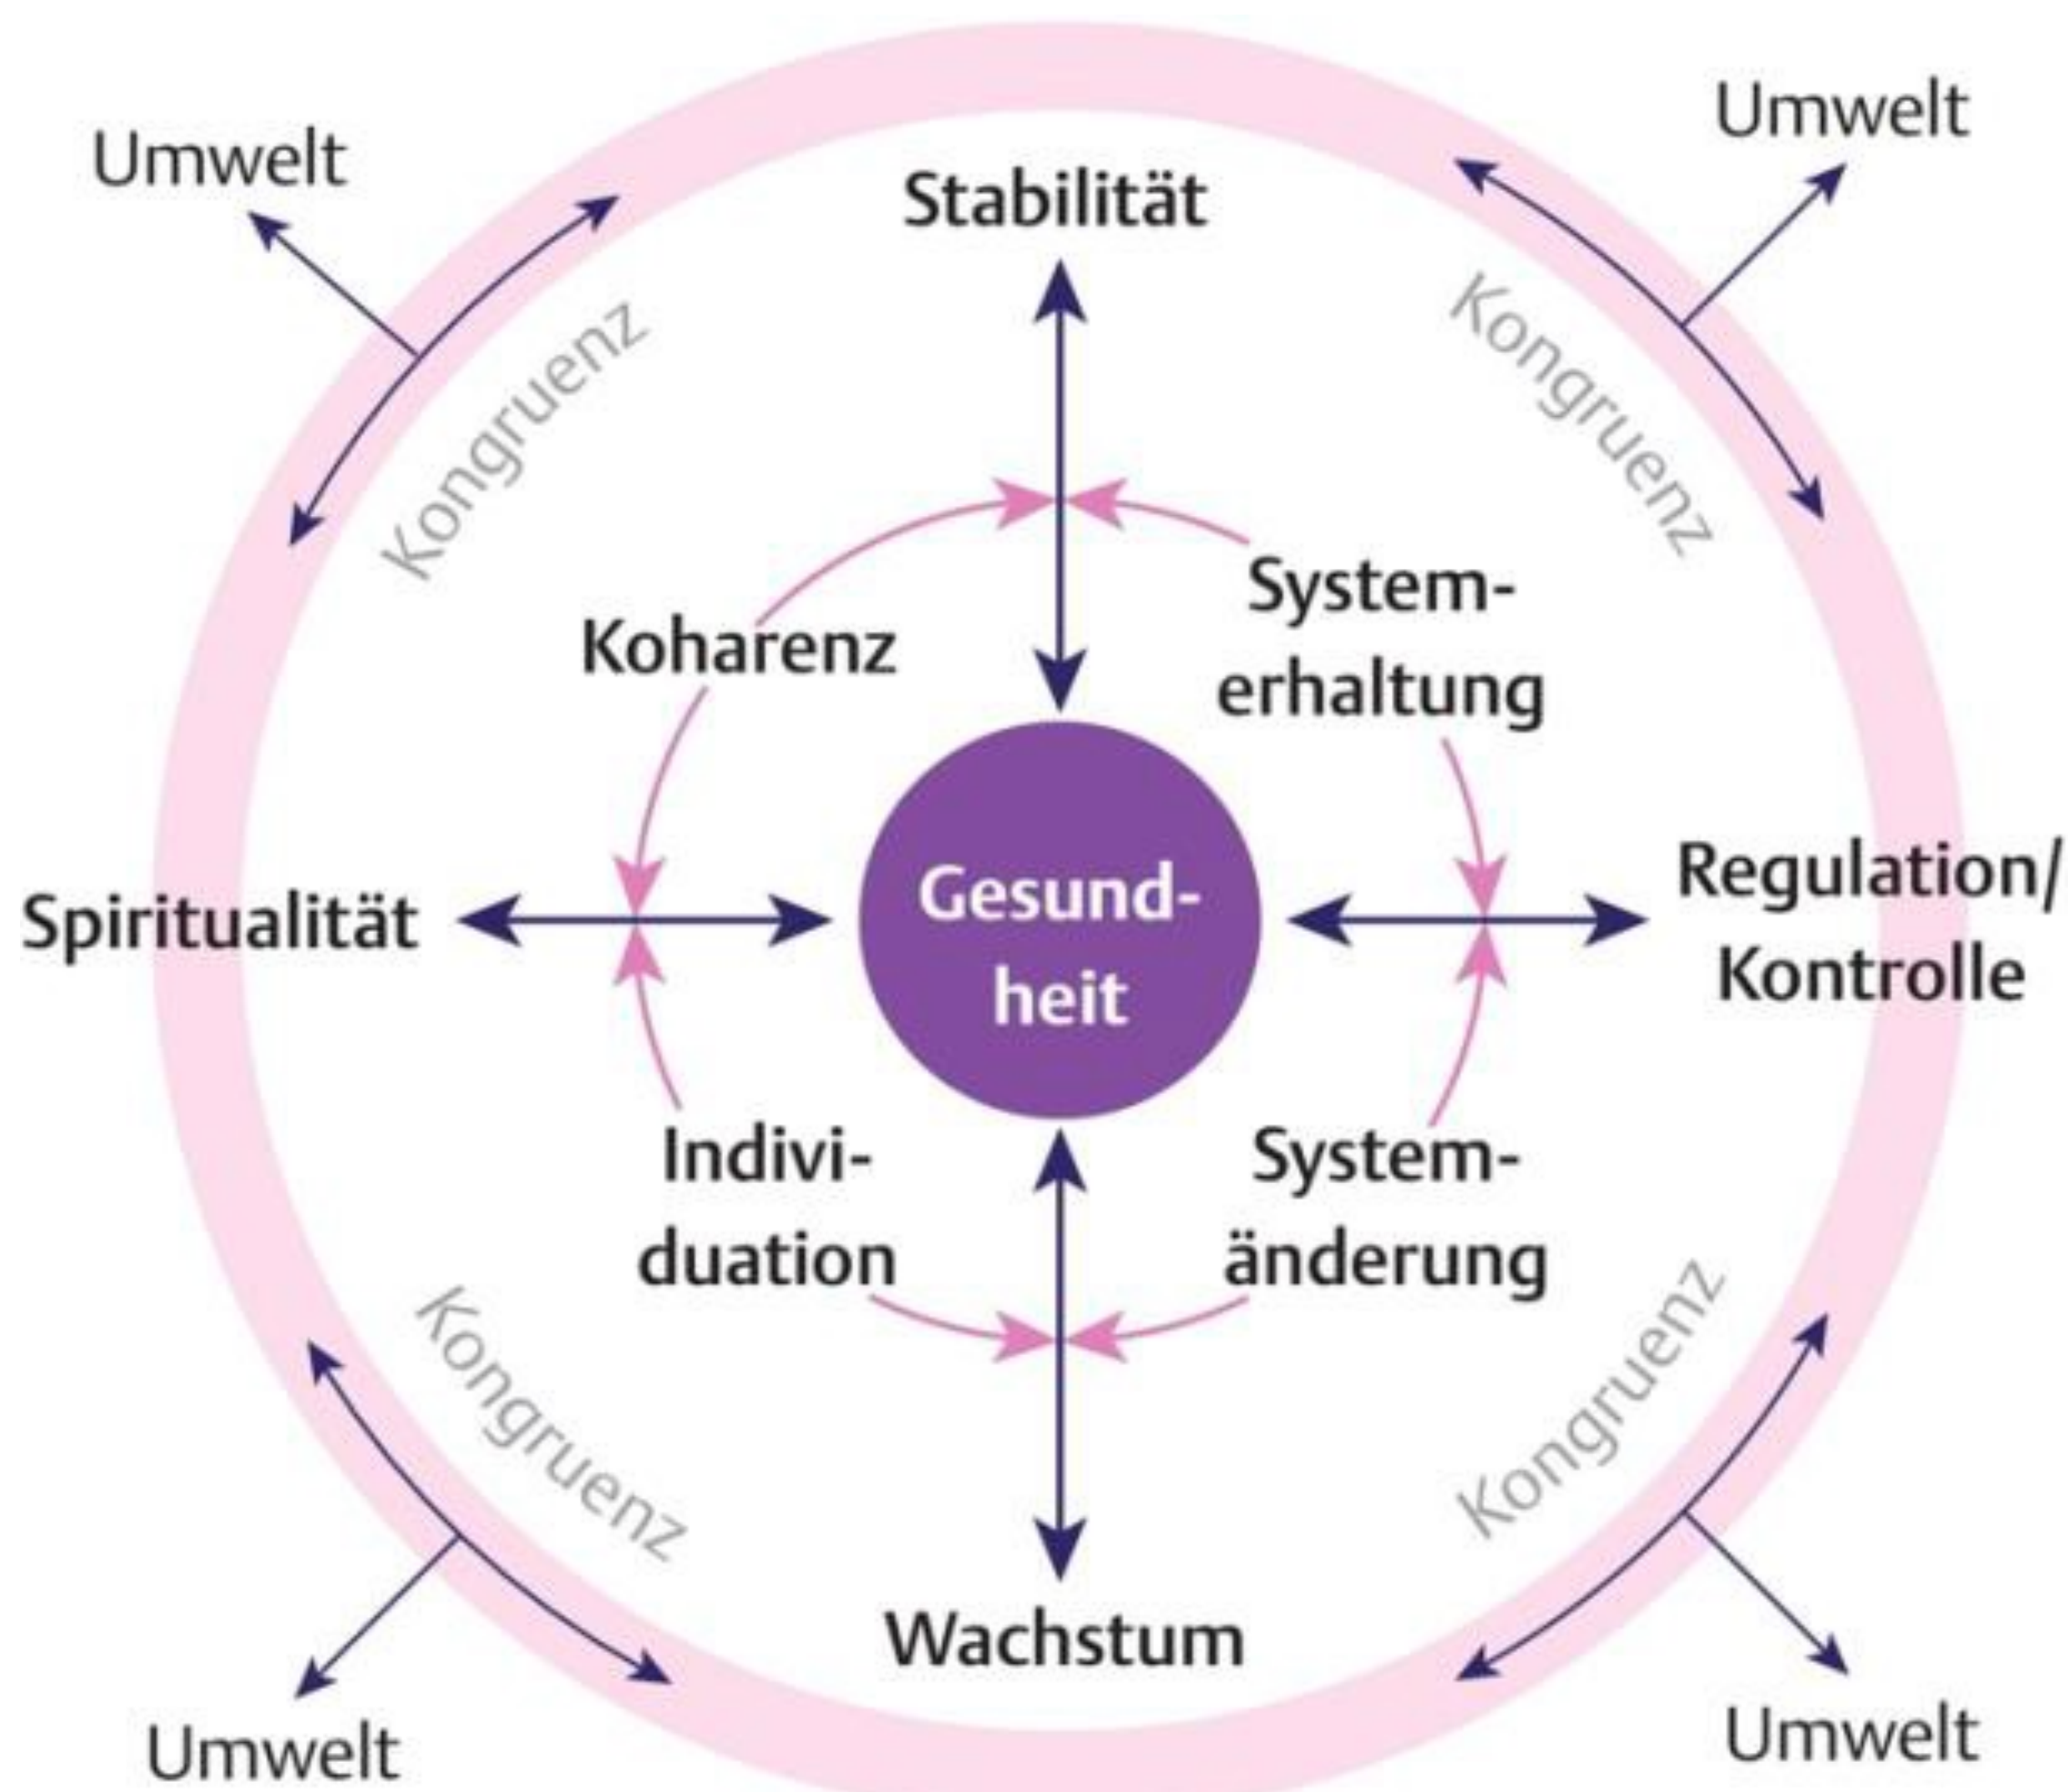 Umwelt
Umwelt
Stabilität
Kongruenz
Kongruenz
Koharenz
System-
erhaltung
Spiritualität
Gesund-
heit
Regulation/
Kontrolle
Indivi-
duation
System-
änderung
Kongruenz
Kongruenz
Wachstum
Umwelt
Umwelt